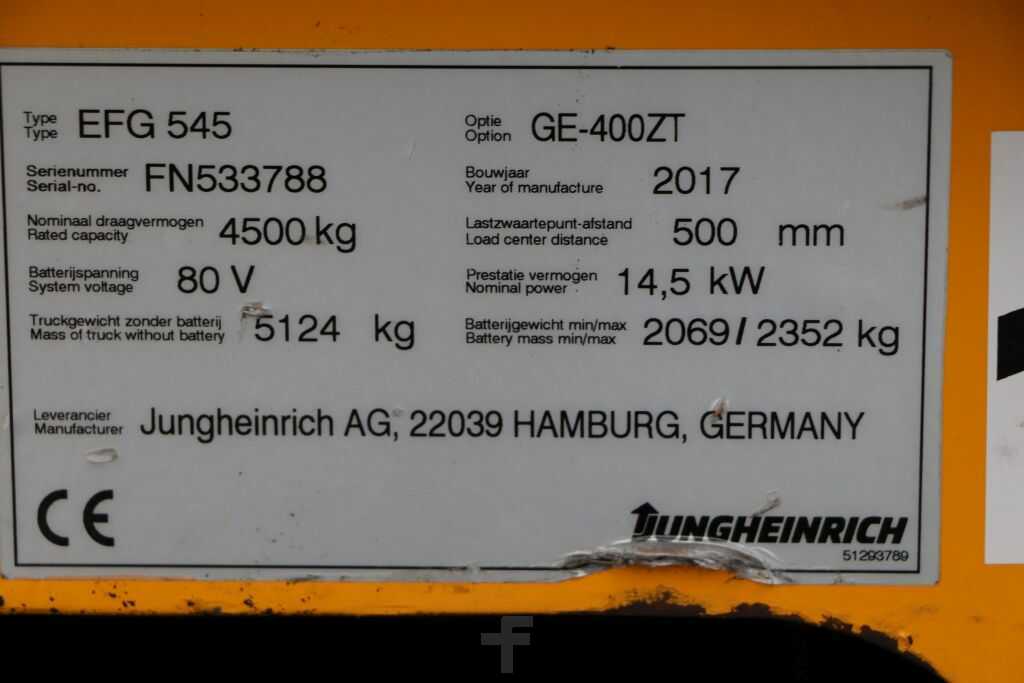 Type EFG 545 Optie GE-400ZT
Type Option
Serienummer FN533788 Bouwjaar 2017
Serial-no. Year of manufacture
Nominaal draagvermogen 4500 kg Lastzwaartepunt-afstand 500 mm
Rated capacity Load center distance
Batterijspanning 80 V Prestatie vermogen 14,5 kW
System voltage Nominal power
Truckgewicht zonder batterij 5124 kg Batterijgewicht min/max 2069 / 2352 kg
Mass of truck without battery Battery mass min/max
Leverancier Jungheinrich AG, 22039 HAMBURG, GERMANY
Manufacturer
CE JUNGHEINRICH
51293789